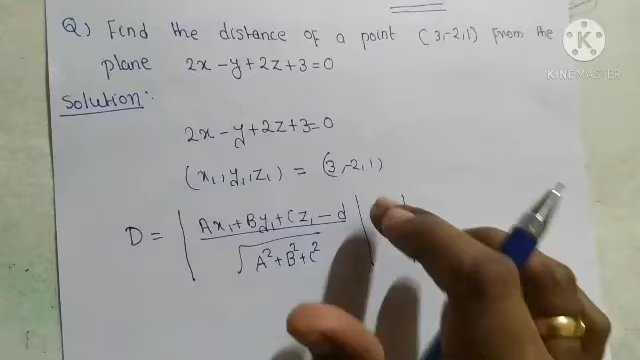 Q) Find the distance of a point (3,-2,1) from the
plane 2x-y+2z+3=0
Solution:-
2x-y+2z+3=0
(x₁,y₁,z₁) = (3,-2,1)
D = | Ax₁+By₁+Cz₁-d / √A²+B²+C² |
KINEMASTER